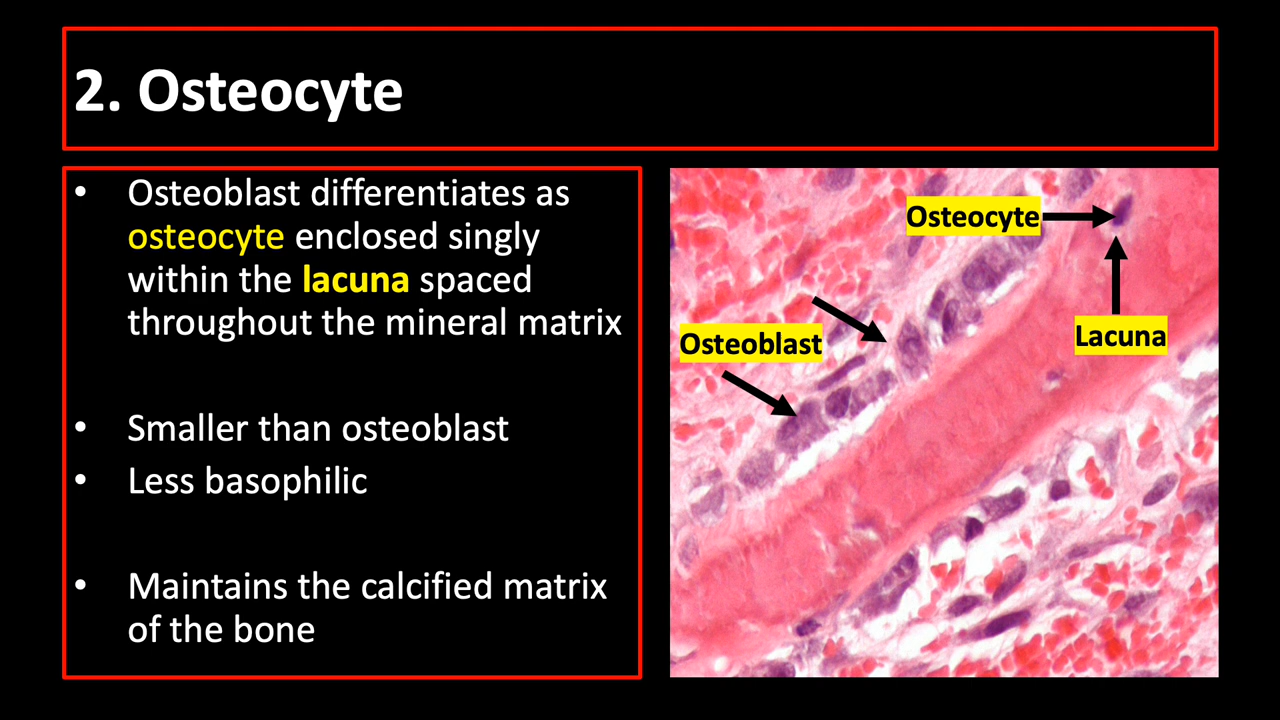 2. Osteocyte
• Osteoblast differentiates as
osteocyte enclosed singly
within the lacuna spaced
throughout the mineral matrix
• Smaller than osteoblast
• Less basophilic
• Maintains the calcified matrix
of the bone
Osteocyte
Osteoblast
Lacuna